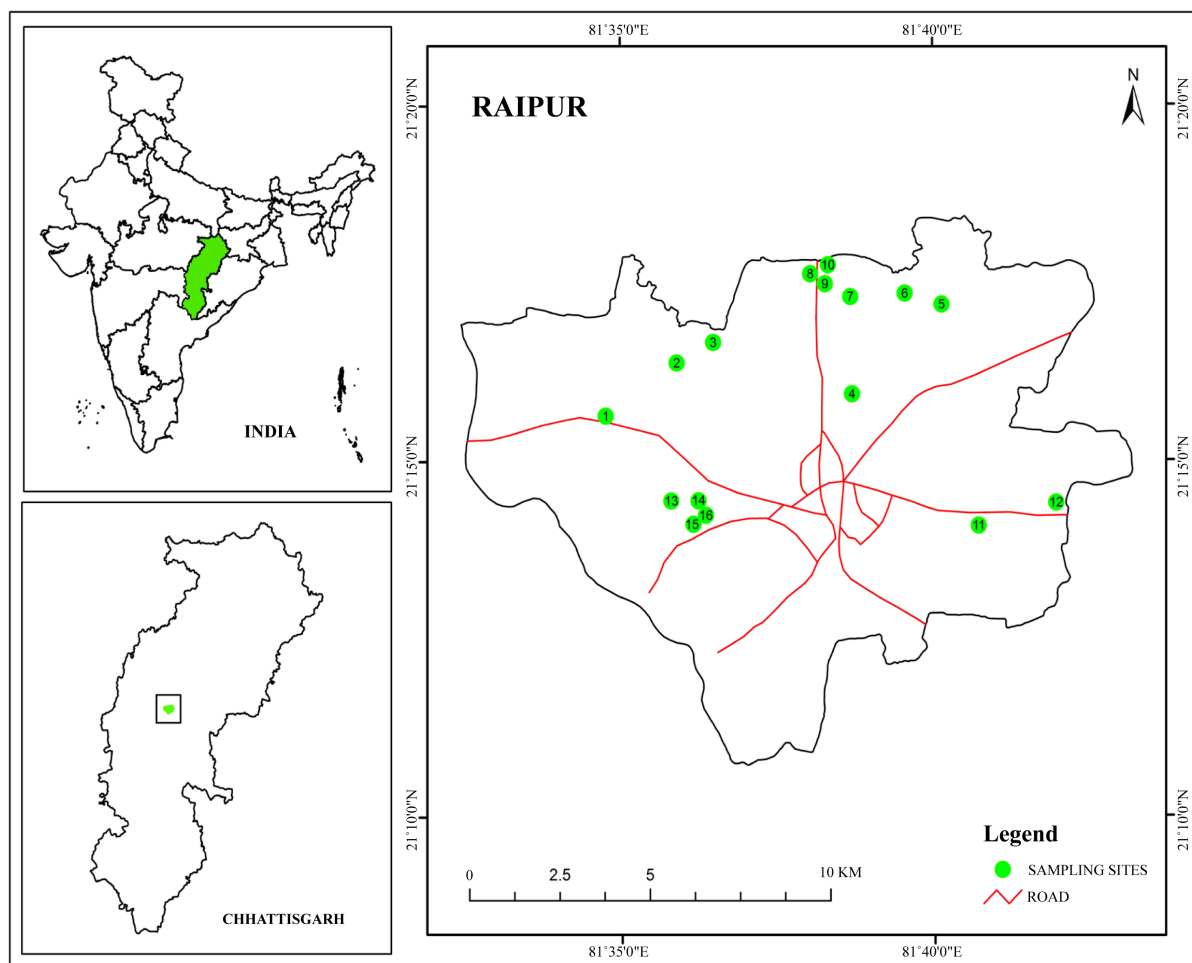 INDIA
CHHATTISGARH
81°35'0"E
81°40'0"E
RAIPUR
N
21°20'0"N
21°20'0"N
10
8
9
7
6
5
3
2
4
1
21°15'0"N
21°15'0"N
13
14
16
15
12
11
21°10'0"N
21°10'0"N
Legend
SAMPLING SITES
ROAD
0
2.5
5
10 KM
81°35'0"E
81°40'0"E